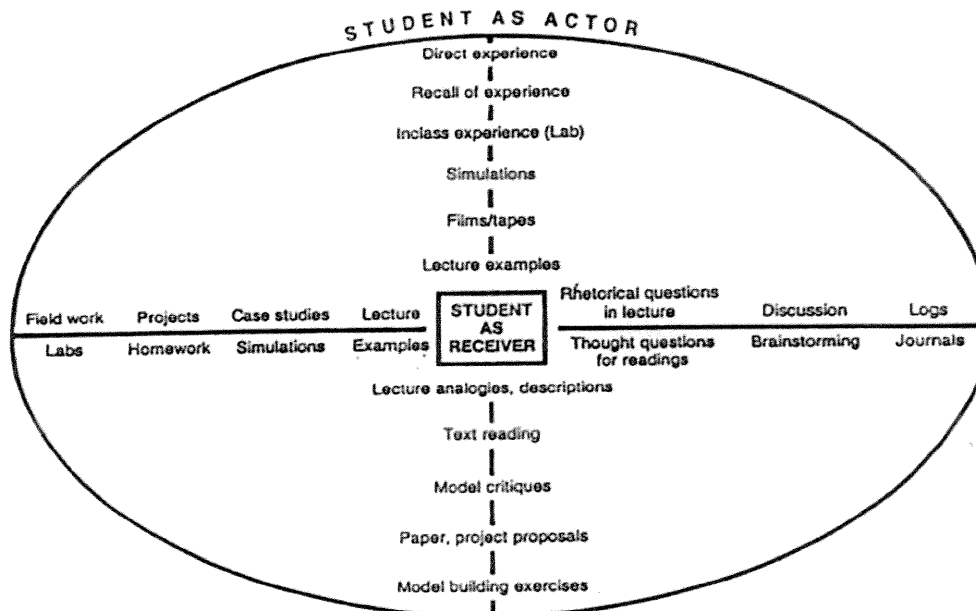 STUDENT AS ACTOR
Direct experience
Recall of experience
Inclass experience (Lab)
Simulations
Films/tapes
Lecture examples
Field work
Labs
Projects
Homework
Case studies
Simulations
Lecture
Examples
STUDENT
AS
RECEIVER
Rhetorical questions
in lecture
Thought questions
for readings
Discussion
Brainstorming
Logs
Journals
Lecture analogies, descriptions
Text reading
Model critiques
Paper, project proposals
Model building exercises